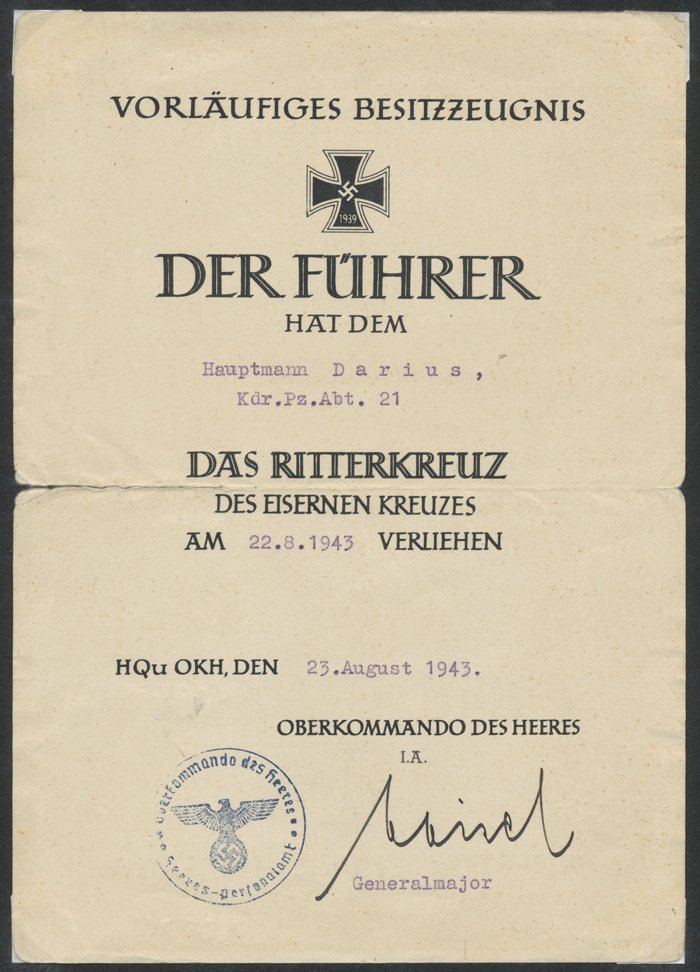 VORLÄUFIGES BESITZZEUGNIS
1939
DER FÜHRER
HAT DEM
Hauptmann D a r i u s ,
Kdr.Pz.Abt. 21
DAS RITTERKREUZ
DES EISERNEN KREUZES
AM 22.8.1943 VERLIEHEN
HQu OKH, DEN 23.August 1943.
OBERKOMMANDO DES HEERES
I.A.
Oberkommando des Heeres
Heeres-Personalamt
Generalmajor